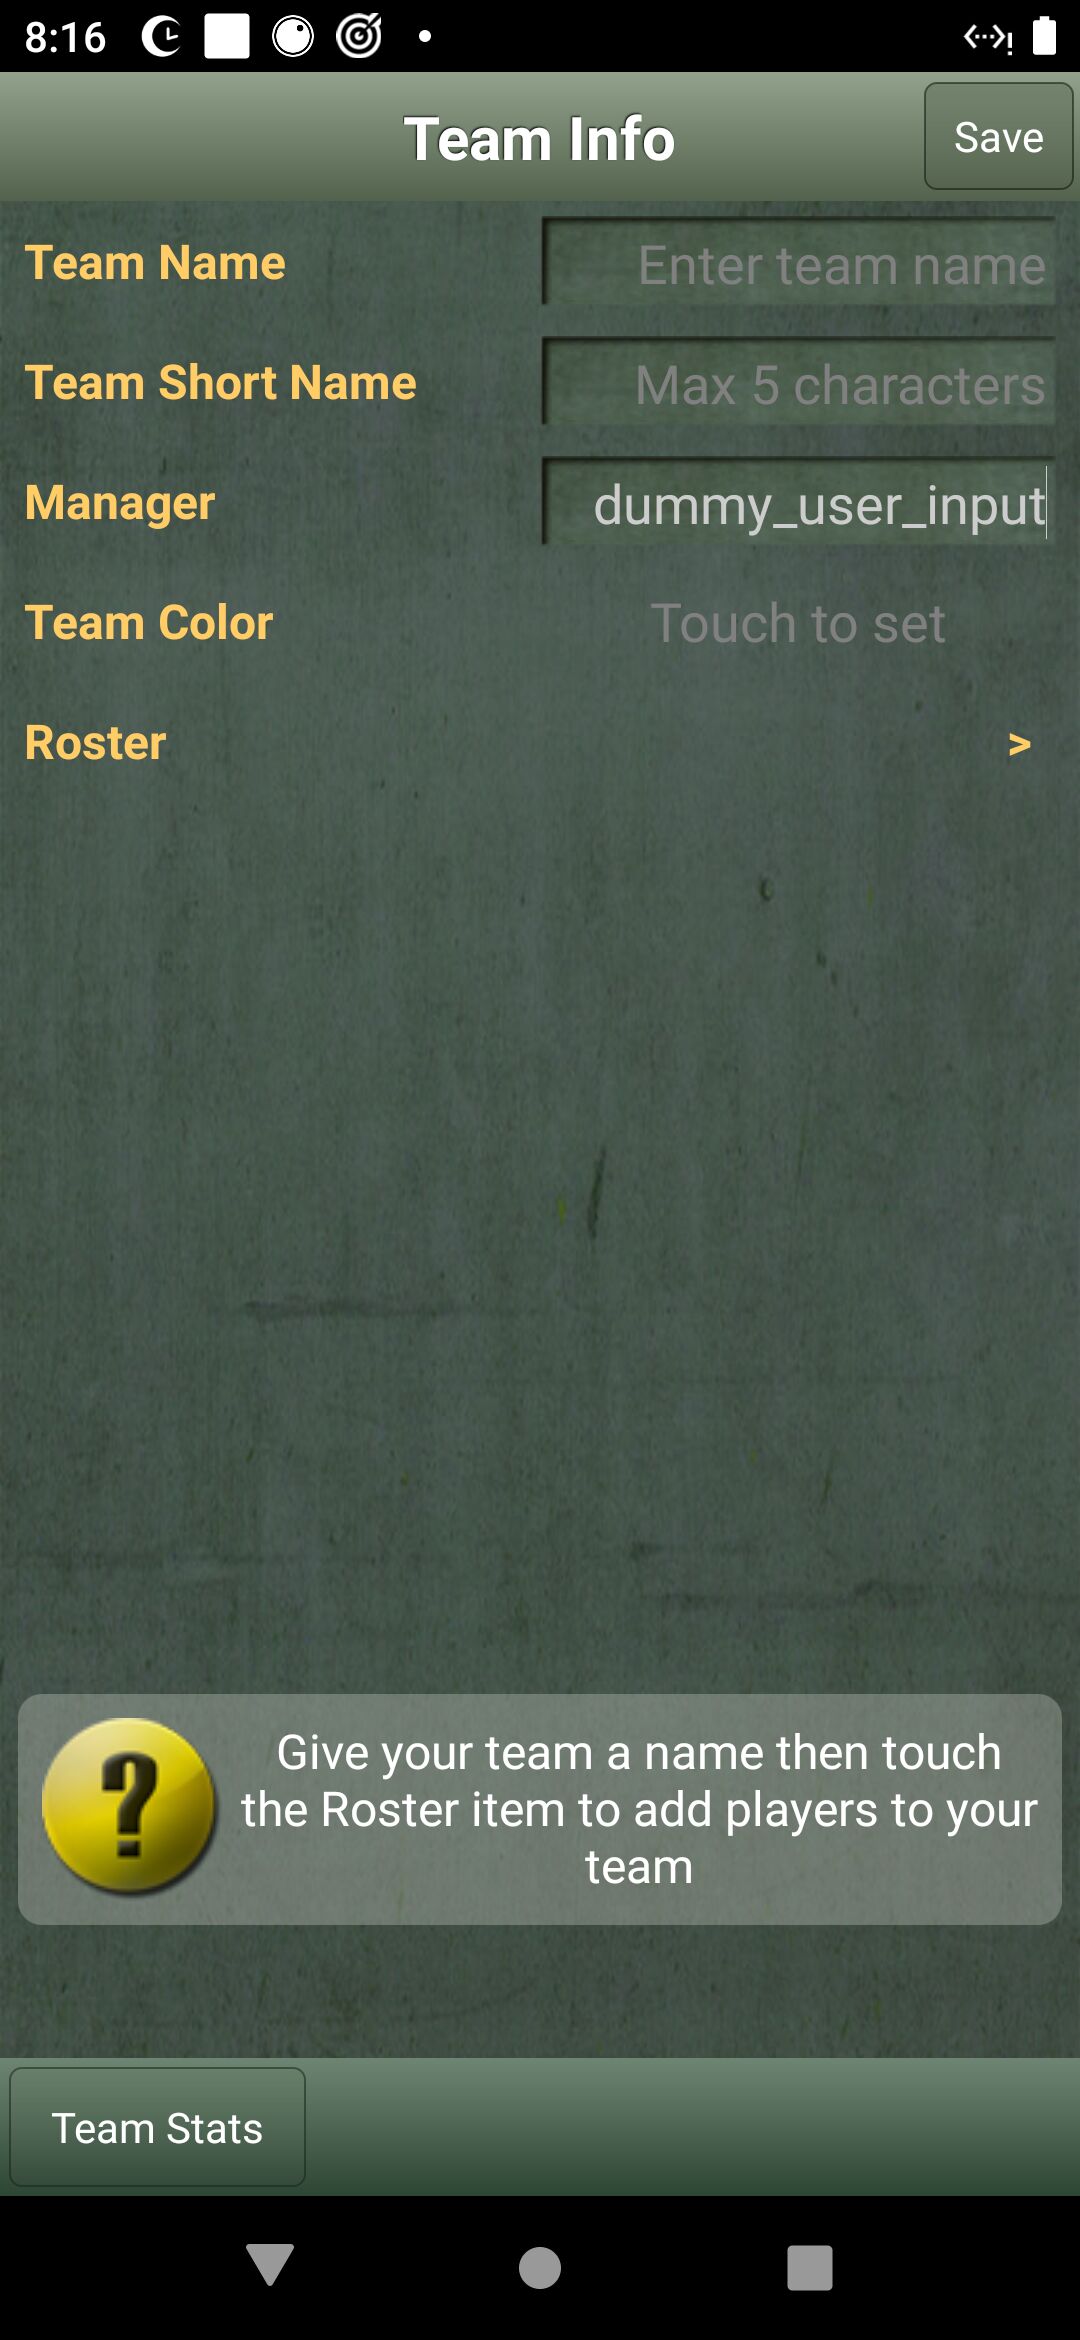 8:16
Team Info
Save
Team Name
Enter team name
Team Short Name
Max 5 characters
Manager
dummy_user_input
Team Color
Touch to set
Roster
>
Give your team a name then touch
the Roster item to add players to your
team
Team Stats